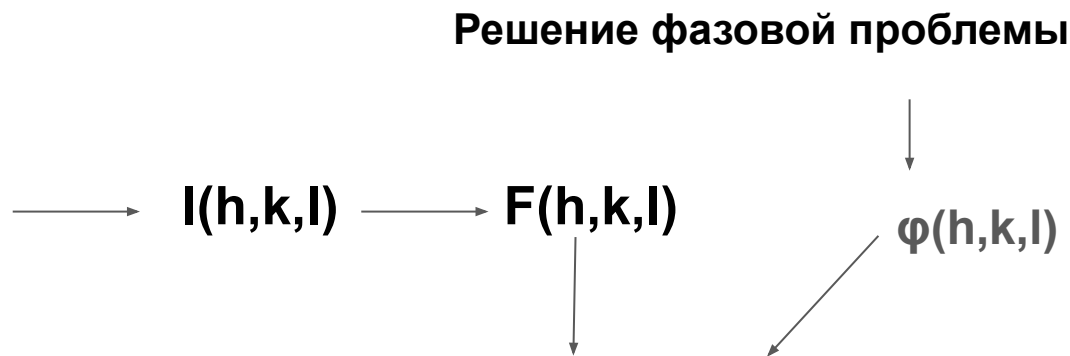 Решение фазовой проблемы
I(h,k,l)
F(h,k,l)
φ(h,k,l)